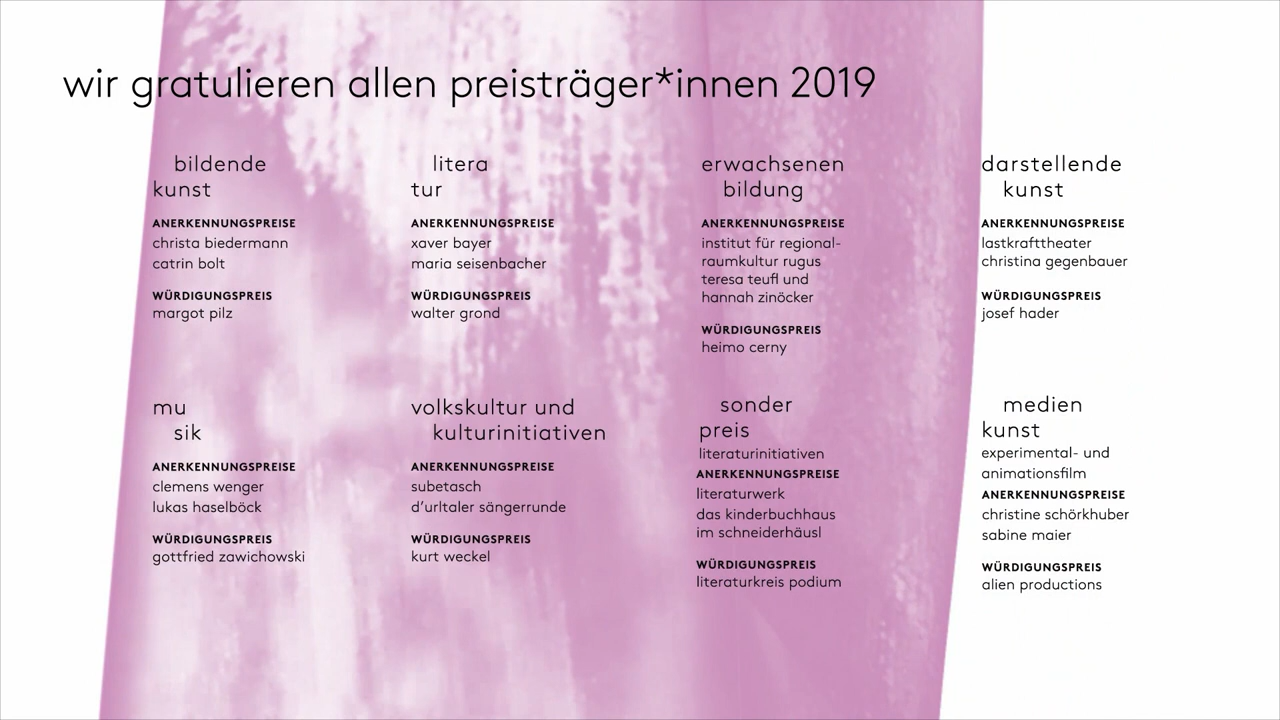 wir gratulieren allen preisträger*innen 2019
bildende
kunst
ANERKENNUNGSPREISE
christa biedermann
catrin bolt
WÜRDIGUNGSPREIS
margot pilz
litera
tur
ANERKENNUNGSPREISE
xaver bayer
maria seisenbacher
WÜRDIGUNGSPREIS
walter grond
erwachsenen
bildung
ANERKENNUNGSPREISE
institut für regional-
raumkultur rugus
teresa teufl und
hannah zinöcker
WÜRDIGUNGSPREIS
heimo cerny
darstellende
kunst
ANERKENNUNGSPREISE
lastkrafttheater
christina gegenbauer
WÜRDIGUNGSPREIS
josef hader
mu
sik
ANERKENNUNGSPREISE
clemens wenger
lukas haselböck
WÜRDIGUNGSPREIS
gottfried zawichowski
volkskultur und
kulturinitiativen
ANERKENNUNGSPREISE
subetasch
d'urltaler sängerrunde
WÜRDIGUNGSPREIS
kurt weckel
sonder
preis
literaturinitiativen
ANERKENNUNGSPREISE
literaturwerk
das kinderbuchhaus
im schneiderhäusl
WÜRDIGUNGSPREIS
literaturkreis podium
medien
kunst
experimental- und
animationsfilm
ANERKENNUNGSPREISE
christine schörkhuber
sabine maier
WÜRDIGUNGSPREIS
alien productions